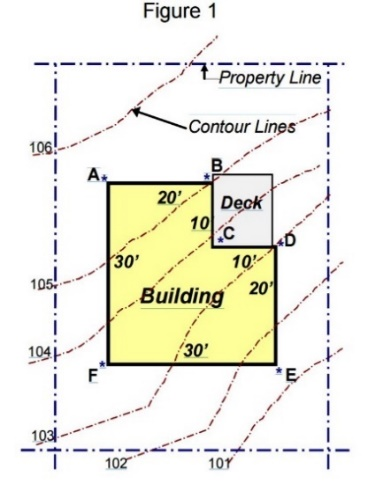 Figure 1
Property Line
Contour Lines
106
A*
B
*
20'
Deck
10
*C
*D
30'
10'
105
20'
Building
104
30'
F *
*E
103
102
101